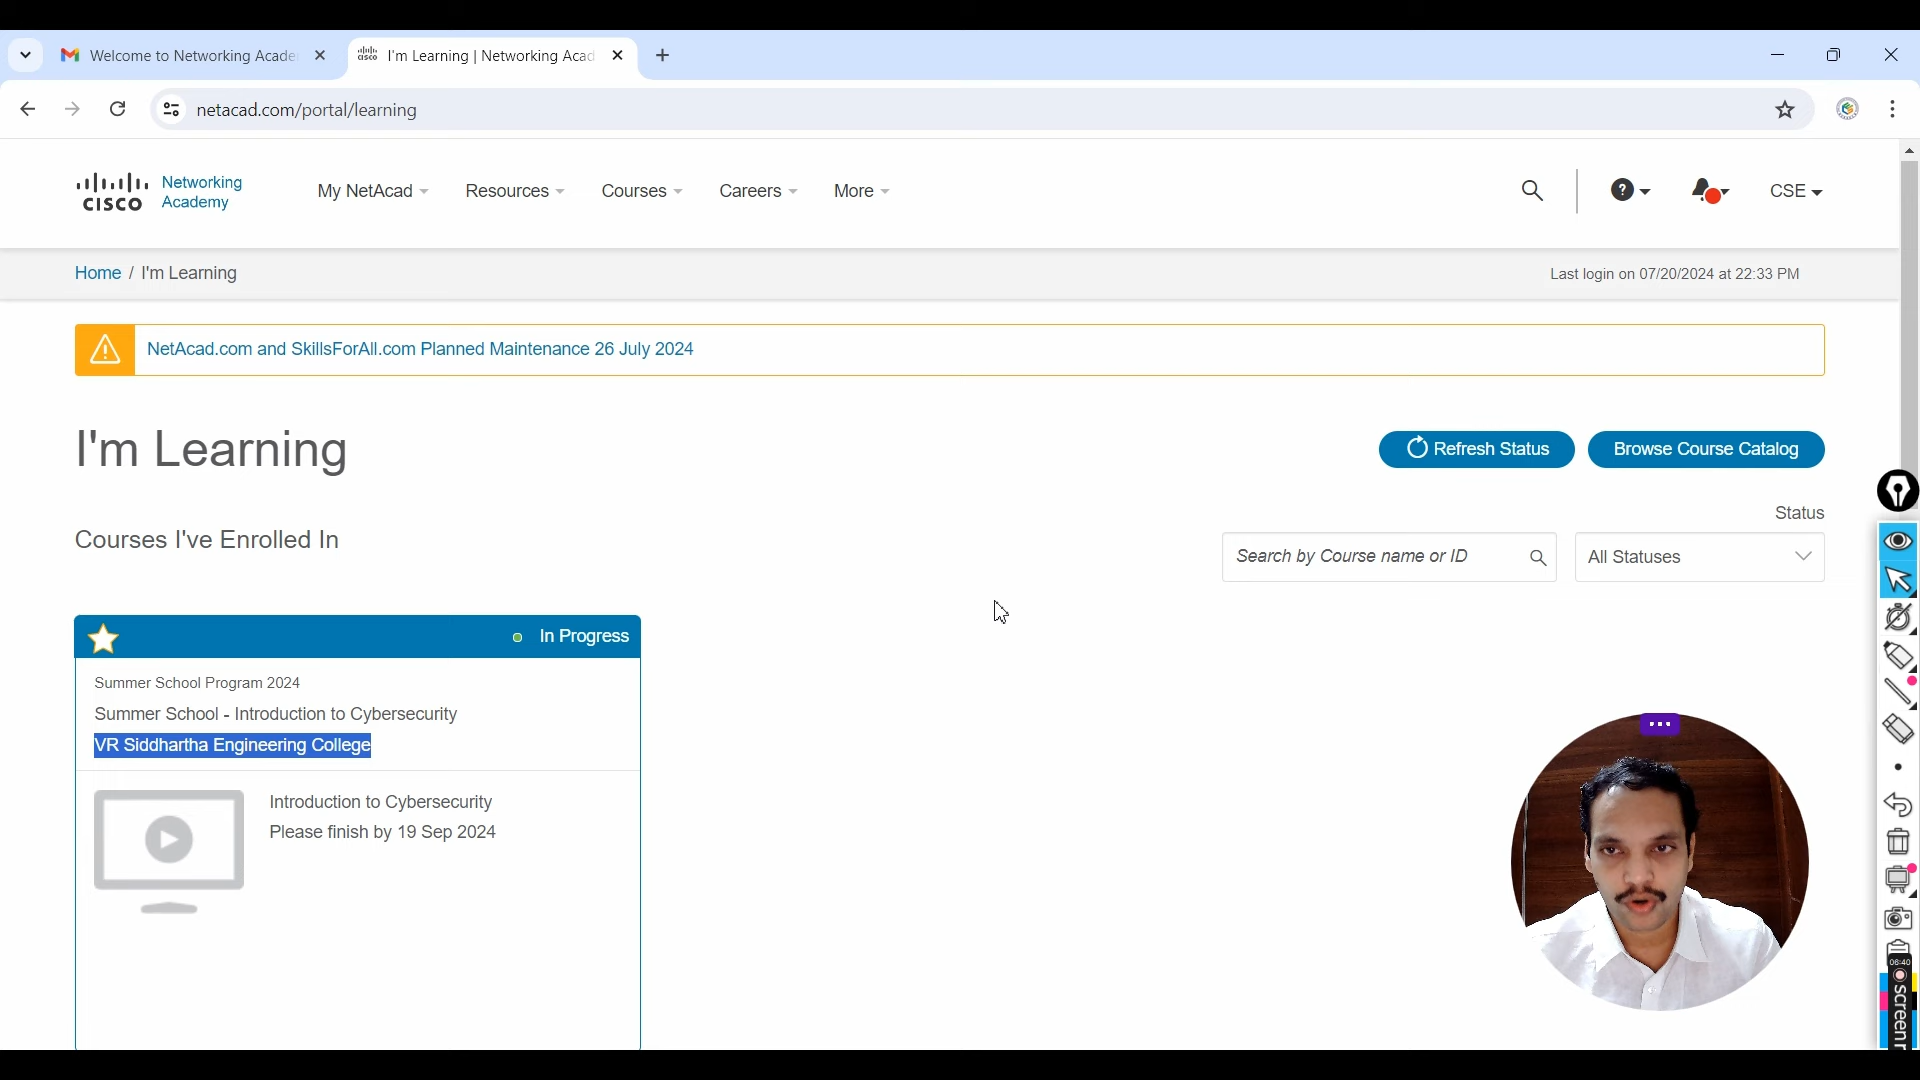 Welcome to Networking Acade
I'm Learning | Networking Acad
netacad.com/portal/learning
CISCO
Networking
Academy
My NetAcad
Resources
Courses
Careers
More
CSE
Home / I'm Learning
Last login on 07/20/2024 at 22:33 PM
NetAcad.com and SkillsForAll.com Planned Maintenance 26 July 2024
I'm Learning
Refresh Status
Browse Course Catalog
Status
Courses I've Enrolled In
Search by Course name or ID
All Statuses
In Progress
Summer School Program 2024
Summer School - Introduction to Cybersecurity
VR Siddhartha Engineering College
Introduction to Cybersecurity
Please finish by 19 Sep 2024
06:40
screenr